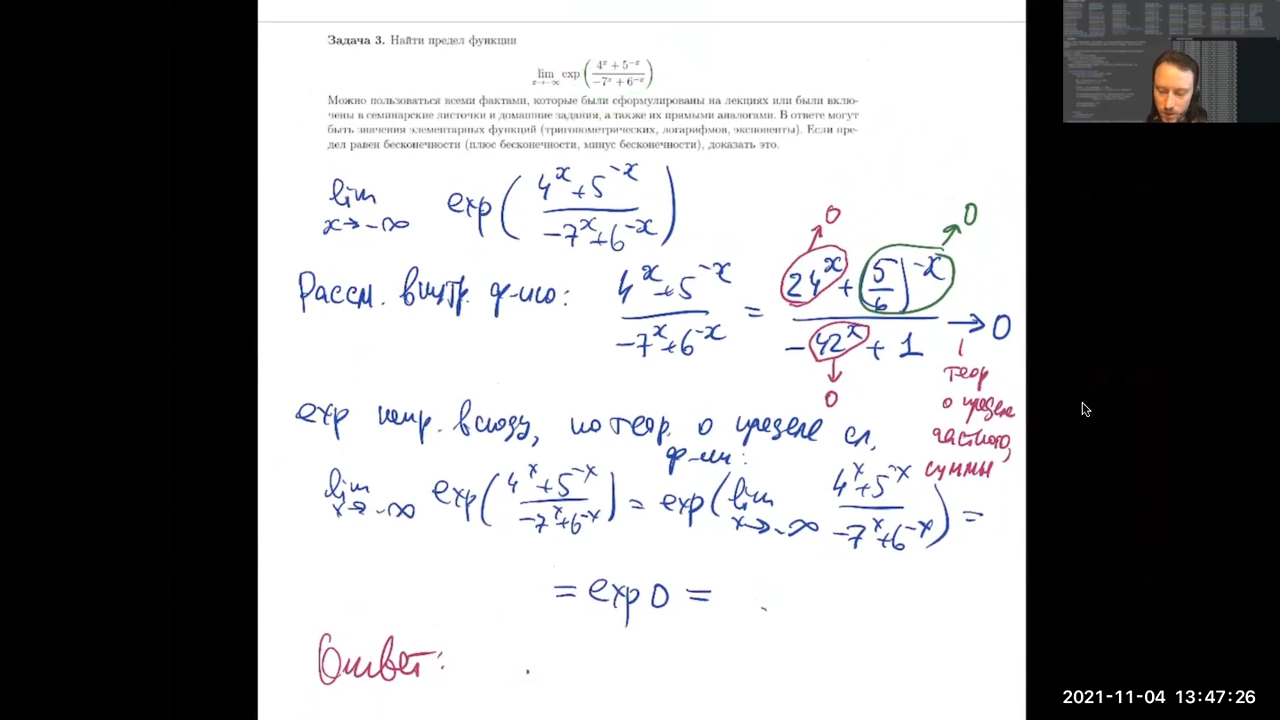 Задача 3. Найти предел функции
lim x→−∞ exp((4^x + 5^−x)/(−7^x + 6^−x))
Можно пользоваться всеми фактами, которые были сформулированы на лекциях или были вклю-
чены в семинарские листочки и домашние задания, а также их прямыми аналогами. В ответе могут
быть значения элементарных функций (тригонометрических, логарифмов, экспоненты). Если пре-
дел равен бесконечности (плюс бесконечности, минус бесконечности), доказать это.
lim x→−∞ exp((4^x + 5^−x)/(−7^x + 6^−x))
Рассм. внутр. ф-ию: (4^x + 5^−x)/(−7^x + 6^−x) = (24^x + (5/6)^−x)/(−42^x + 1) → 0
0
0
0
теор
о пределе
частного,
суммы
exp непр. всюду, по теор. о пределе сл.
ф-ии:
lim x→−∞ exp((4^x + 5^−x)/(−7^x + 6^−x)) = exp(lim x→−∞ (4^x + 5^−x)/(−7^x + 6^−x)) =
= exp 0 =
Ответ:
2021-11-04 13:47:26